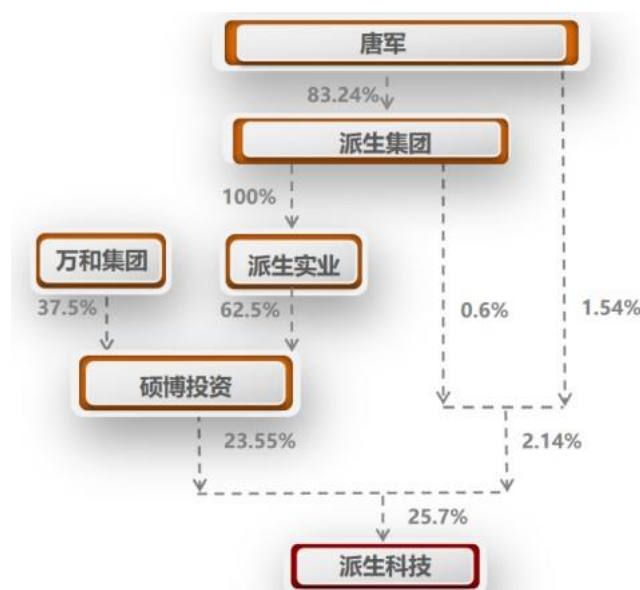 唐军
83.24%
派生集团
100%
万和集团
派生实业
37.5%
62.5%
0.6%
1.54%
硕博投资
23.55%
2.14%
25.7%
派生科技